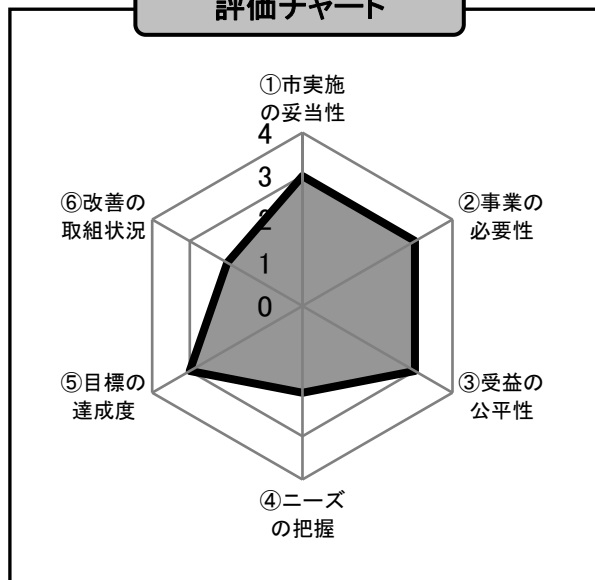 評価チャート
①市実施
の妥当性
4
3
2
1
0
②事業の
必要性
③受益の
公平性
④ニーズ
の把握
⑤目標の
達成度
⑥改善の
取組状況